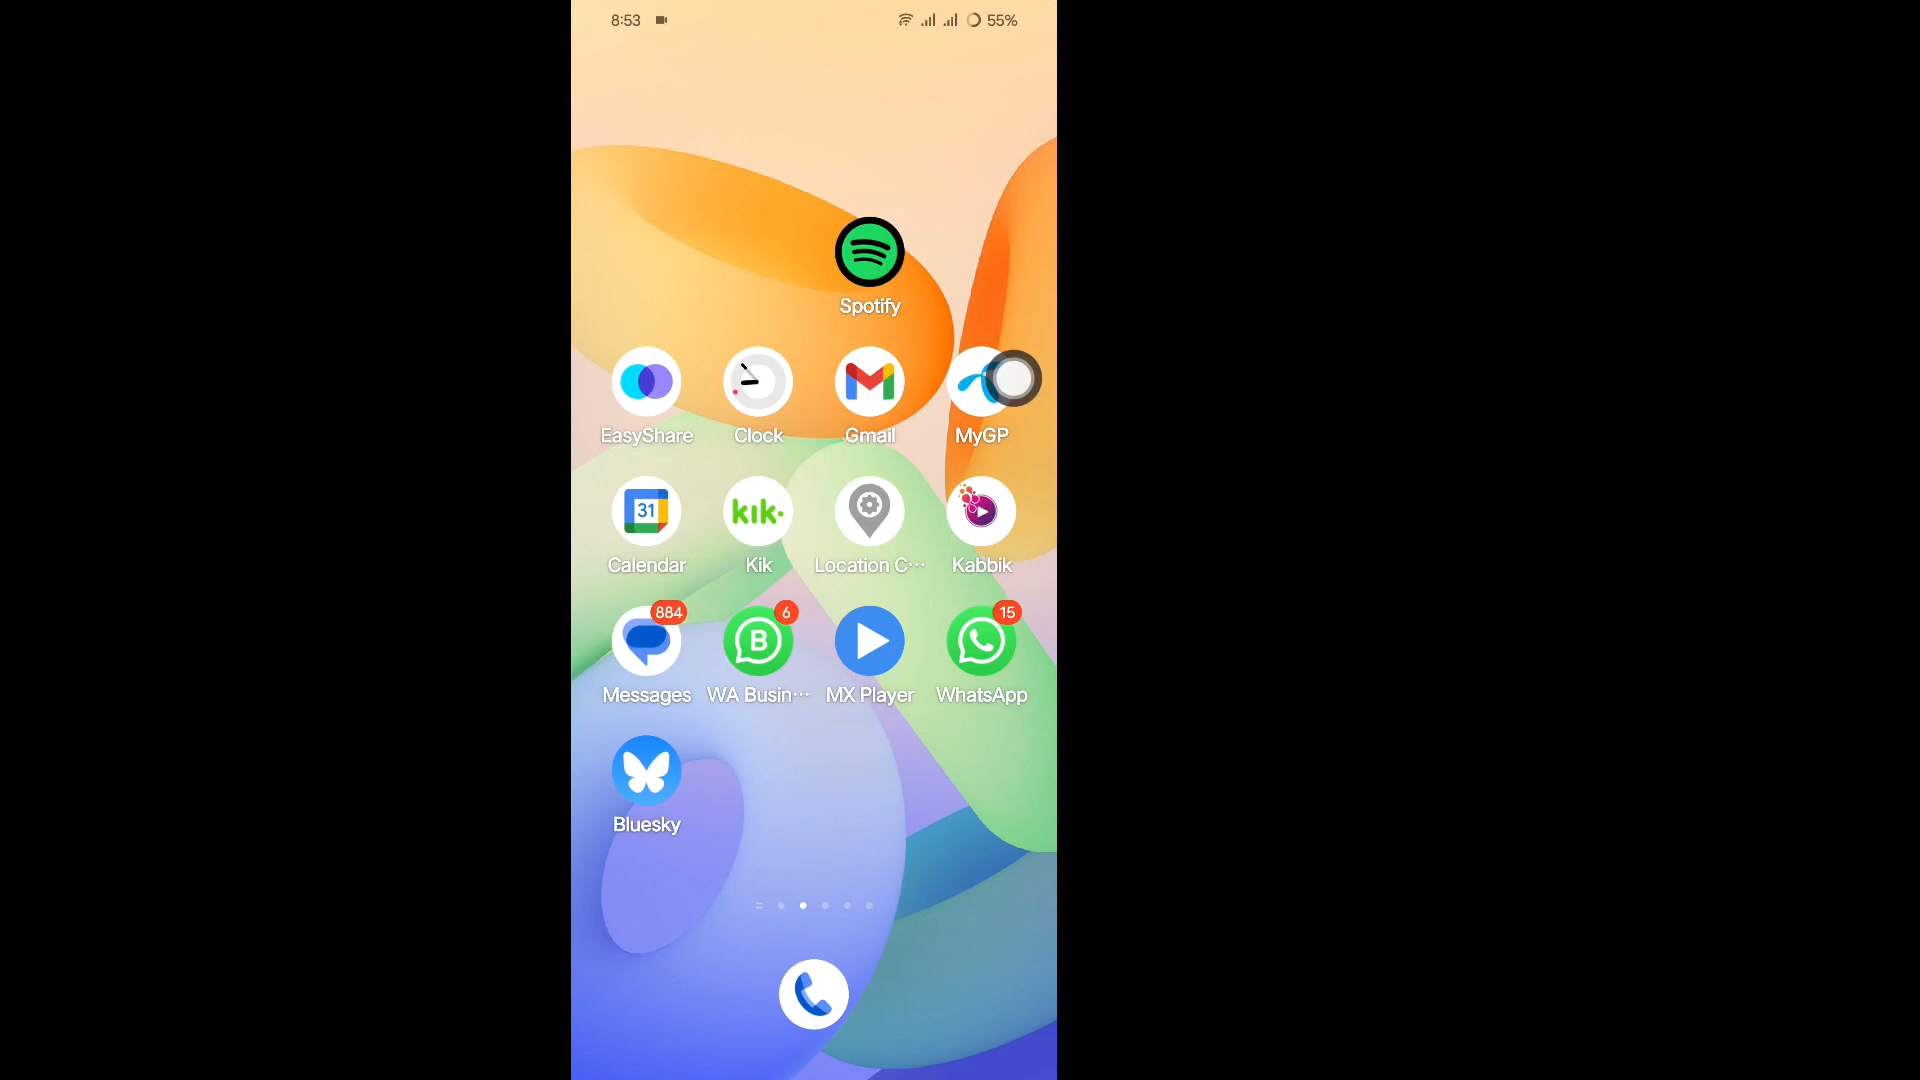 8:53 55%
Spotify
EasyShare Clock Gmail MyGP
31 kik.
Calendar Kik Location C··· Kabbik
884 6 15
B
Messages WA Busin··· MX Player WhatsApp
Bluesky